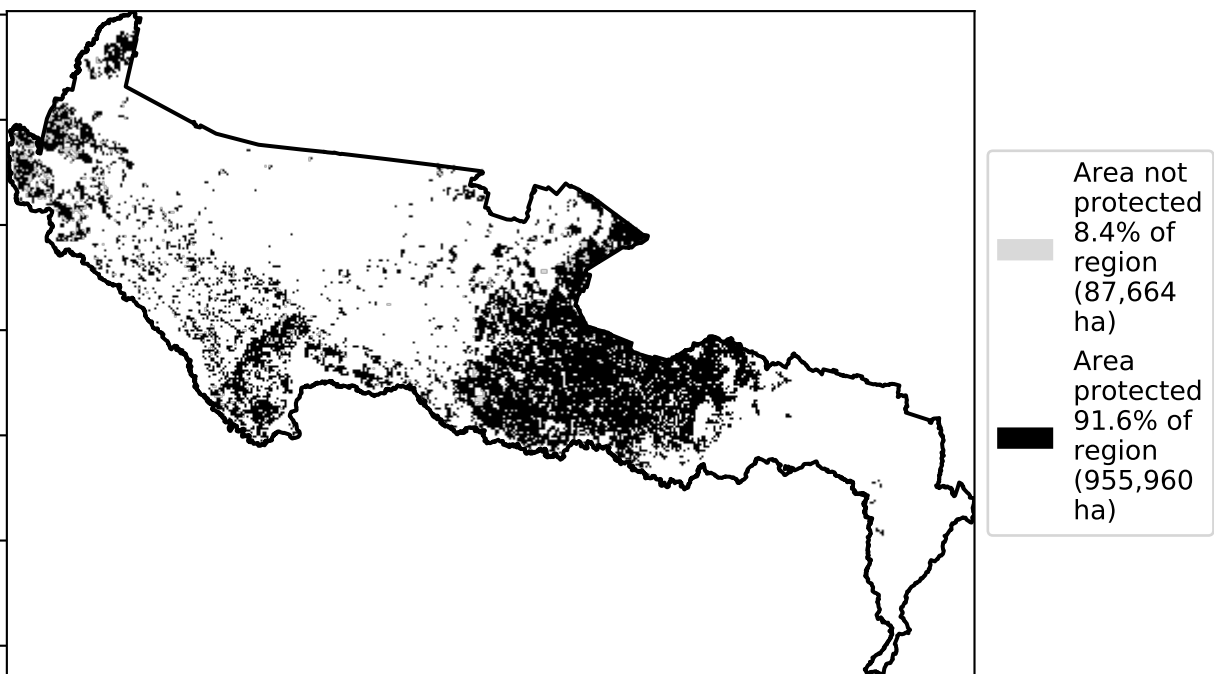 Area not
protected
8.4% of
region
(87,664
ha)
Area
protected
91.6% of
region
(955,960
ha)